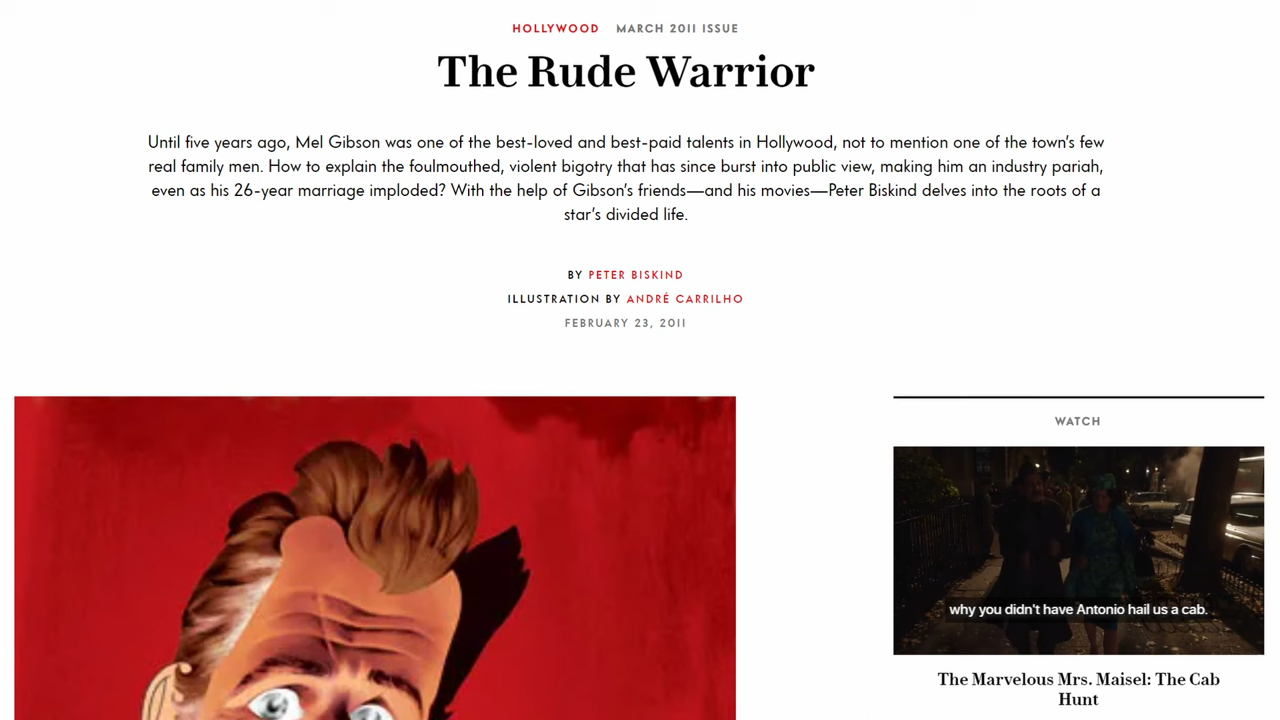 HOLLYWOOD MARCH 2011 ISSUE
The Rude Warrior
Until five years ago, Mel Gibson was one of the best-loved and best-paid talents in Hollywood, not to mention one of the town's few
real family men. How to explain the foulmouthed, violent bigotry that has since burst into public view, making him an industry pariah,
even as his 26-year marriage imploded? With the help of Gibson's friends—and his movies—Peter Biskind delves into the roots of a
star's divided life.
BY PETER BISKIND
ILLUSTRATION BY ANDRÉ CARRILHO
FEBRUARY 23, 2011
WATCH
why you didn't have Antonio hail us a cab.
The Marvelous Mrs. Maisel: The Cab
Hunt